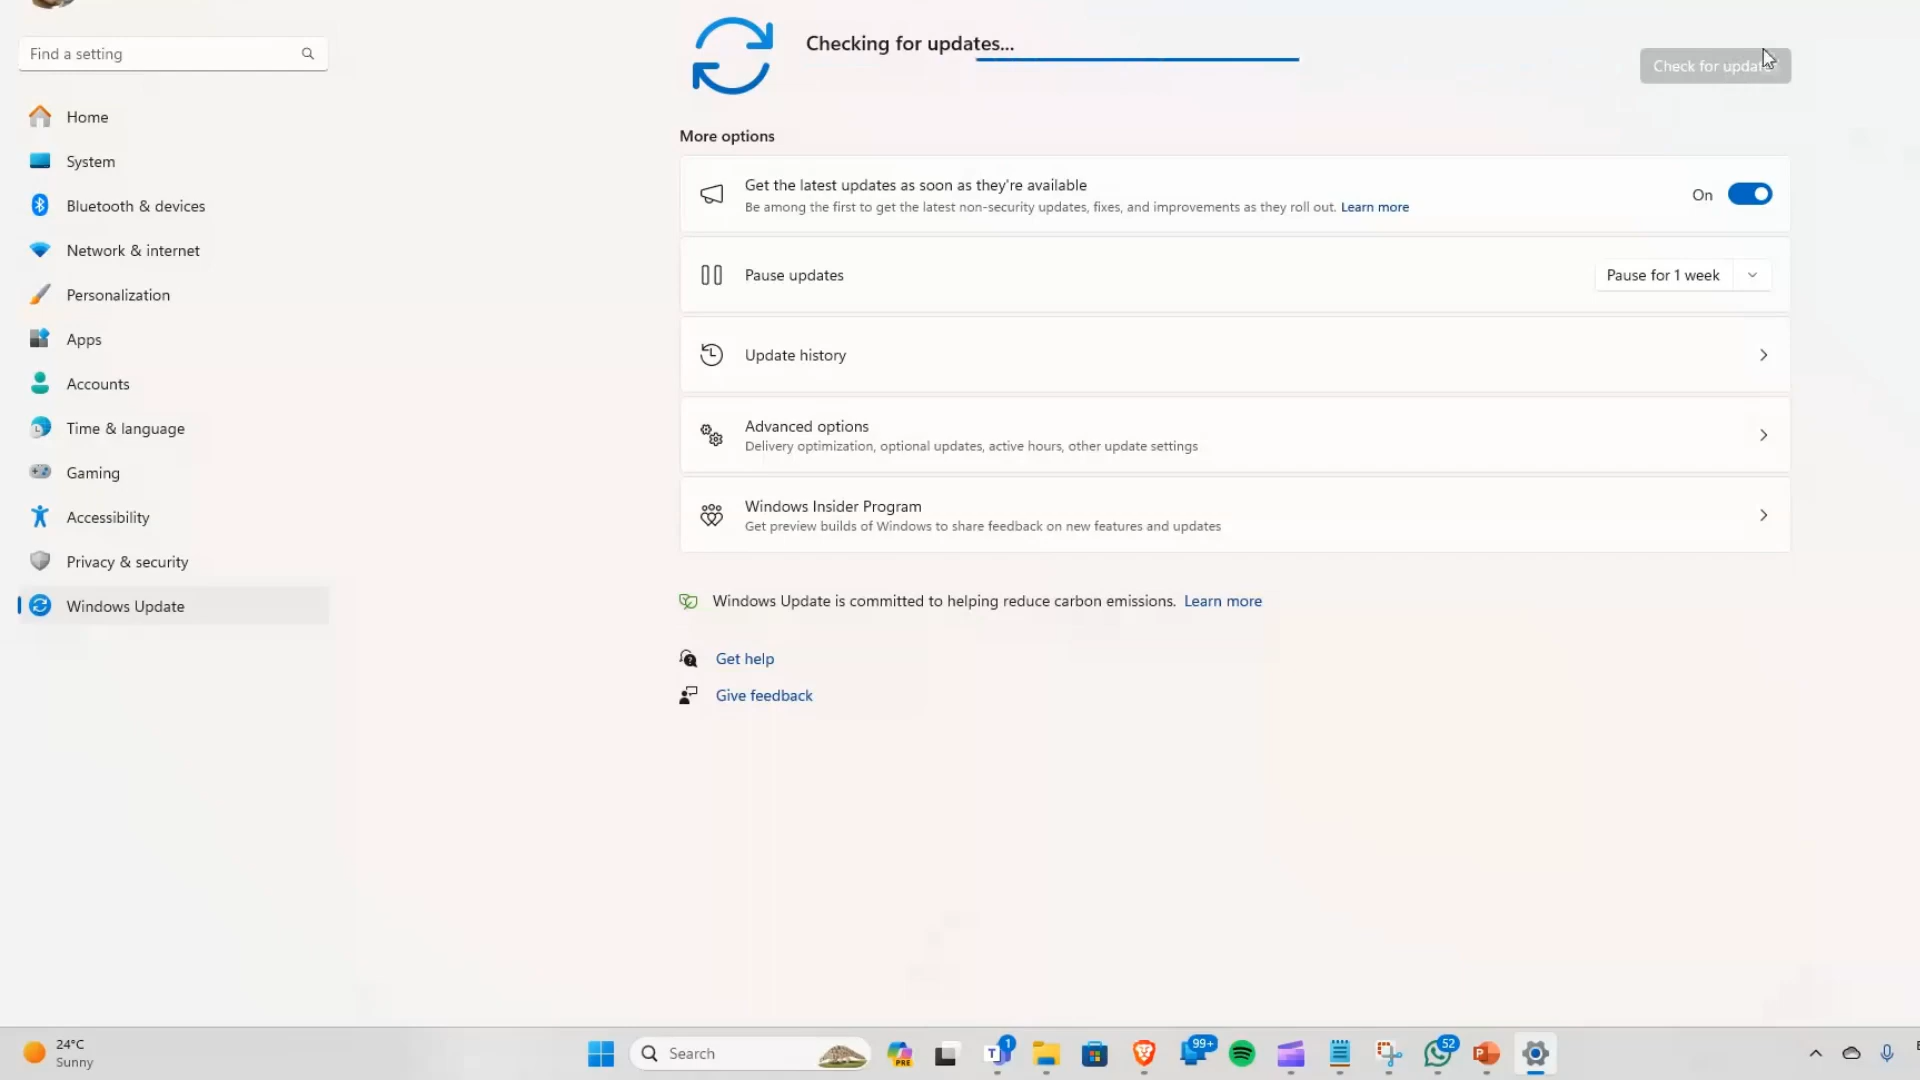 Find a setting
Home
System
Bluetooth & devices
Network & internet
Personalization
Apps
Accounts
Time & language
Gaming
Accessibility
Privacy & security
Windows Update
Checking for updates...
Check for updat
More options
Get the latest updates as soon as they're available
Be among the first to get the latest non-security updates, fixes, and improvements as they roll out. Learn more
On
Pause updates
Pause for 1 week
Update history
Advanced options
Delivery optimization, optional updates, active hours, other update settings
Windows Insider Program
Get preview builds of Windows to share feedback on new features and updates
Windows Update is committed to helping reduce carbon emissions. Learn more
Get help
Give feedback
24°C
Sunny
Search
PRE
1
99+
52